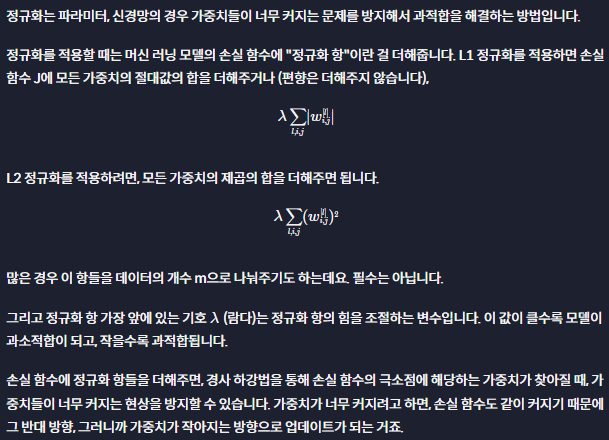 정규화는 파라미터, 신경망의 경우 가중치들이 너무 커지는 문제를 방지해서 과적합을 해결하는 방법입니다.
정규화를 적용할 때는 머신 러닝 모델의 손실 함수에 "정규화 항"이란 걸 더해줍니다. L1 정규화를 적용하면 손실
함수 J에 모든 가중치의 절대값의 합을 더해주거나 (편향은 더해주지 않습니다),
λ∑_{l,i,j}|w_{i,j}^{[l]}|
L2 정규화를 적용하려면, 모든 가중치의 제곱의 합을 더해주면 됩니다.
λ∑_{l,i,j}(w_{i,j}^{[l]})²
많은 경우 이 항들을 데이터의 개수 m으로 나눠주기도 하는데요. 필수는 아닙니다.
그리고 정규화 항 가장 앞에 있는 기호 λ (람다)는 정규화 항의 힘을 조절하는 변수입니다. 이 값이 클수록 모델이
과소적합이 되고, 작을수록 과적합됩니다.
손실 함수에 정규화 항들을 더해주면, 경사 하강법을 통해 손실 함수의 극소점에 해당하는 가중치가 찾아질 때, 가
중치들이 너무 커지는 현상을 방지할 수 있습니다. 가중치가 너무 커지려고 하면, 손실 함수도 같이 커지기 때문에
그 반대 방향, 그러니까 가중치가 작아지는 방향으로 업데이트가 되는 거죠.